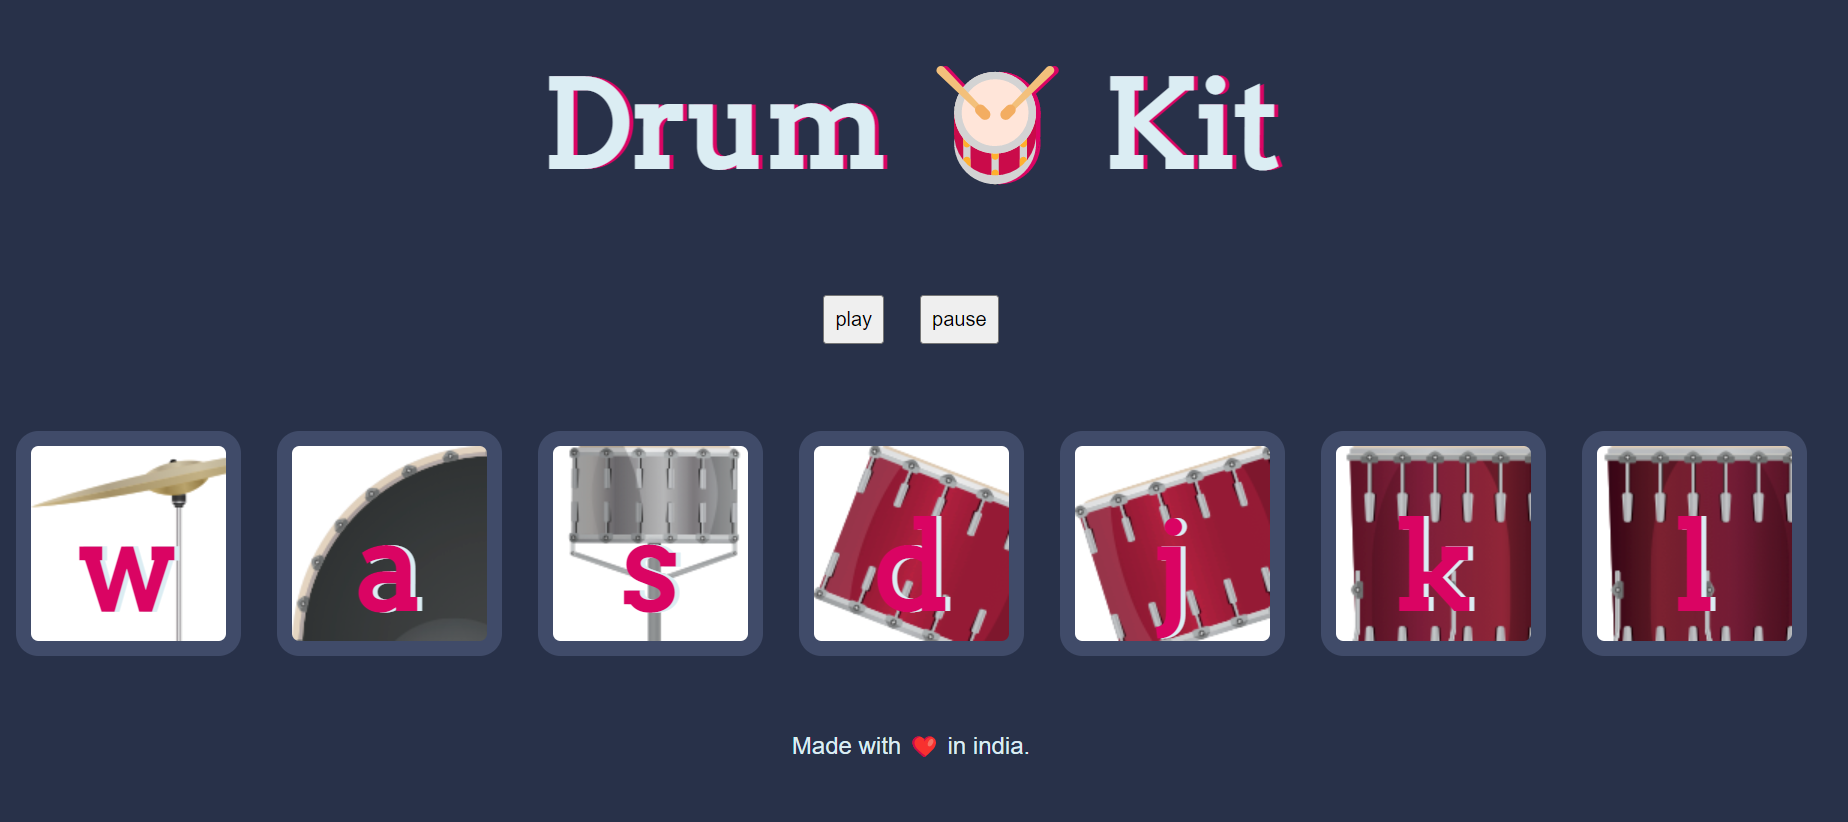 Drum 🥁 Kit
play pause
w a s d j k l
Made with ❤️ in india.